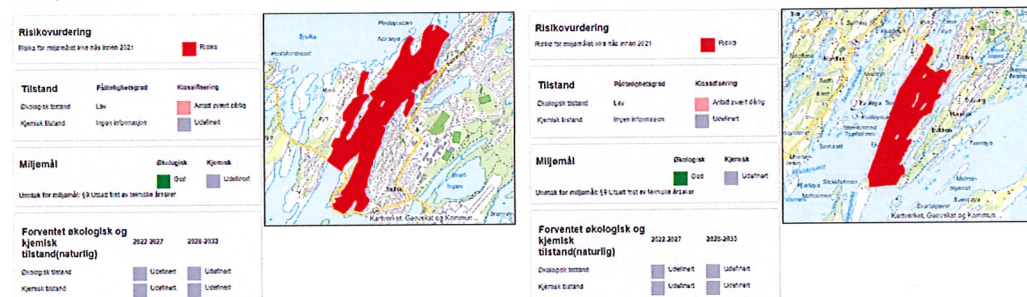 Risikovurdering
Risiko for miljømålet ikke nås innen 2021 Risiko
Tilstand Pålitelighetsgrad Klassifisering
Økologisk tilstand Lav Antatt svært dårlig
Kjemisk tilstand Ingen informasjon Udefinert
Miljømål Økologisk Kjemisk
God Udefinert
Unntak for miljømål: §9 Utsatt frist av tekniske årsaker
Forventet økologisk og
kjemisk 2022-2027 2028-2033
tilstand(naturlig)
Økologisk tilstand Udefinert Udefinert
Kjemisk tilstand Udefinert Udefinert
Kartverket, Geovekst og Kommun...
Risikovurdering
Risiko for miljømålet ikke nås innen 2021 Risiko
Tilstand Pålitelighetsgrad Klassifisering
Økologisk tilstand Lav Antatt svært dårlig
Kjemisk tilstand Ingen informasjon Udefinert
Miljømål Økologisk Kjemisk
God Udefinert
Unntak for miljømål: §9 Utsatt frist av tekniske årsaker
Forventet økologisk og
kjemisk 2022-2027 2028-2033
tilstand(naturlig)
Økologisk tilstand Udefinert Udefinert
Kjemisk tilstand Udefinert Udefinert
Kartverket, Geovekst og Kommun...